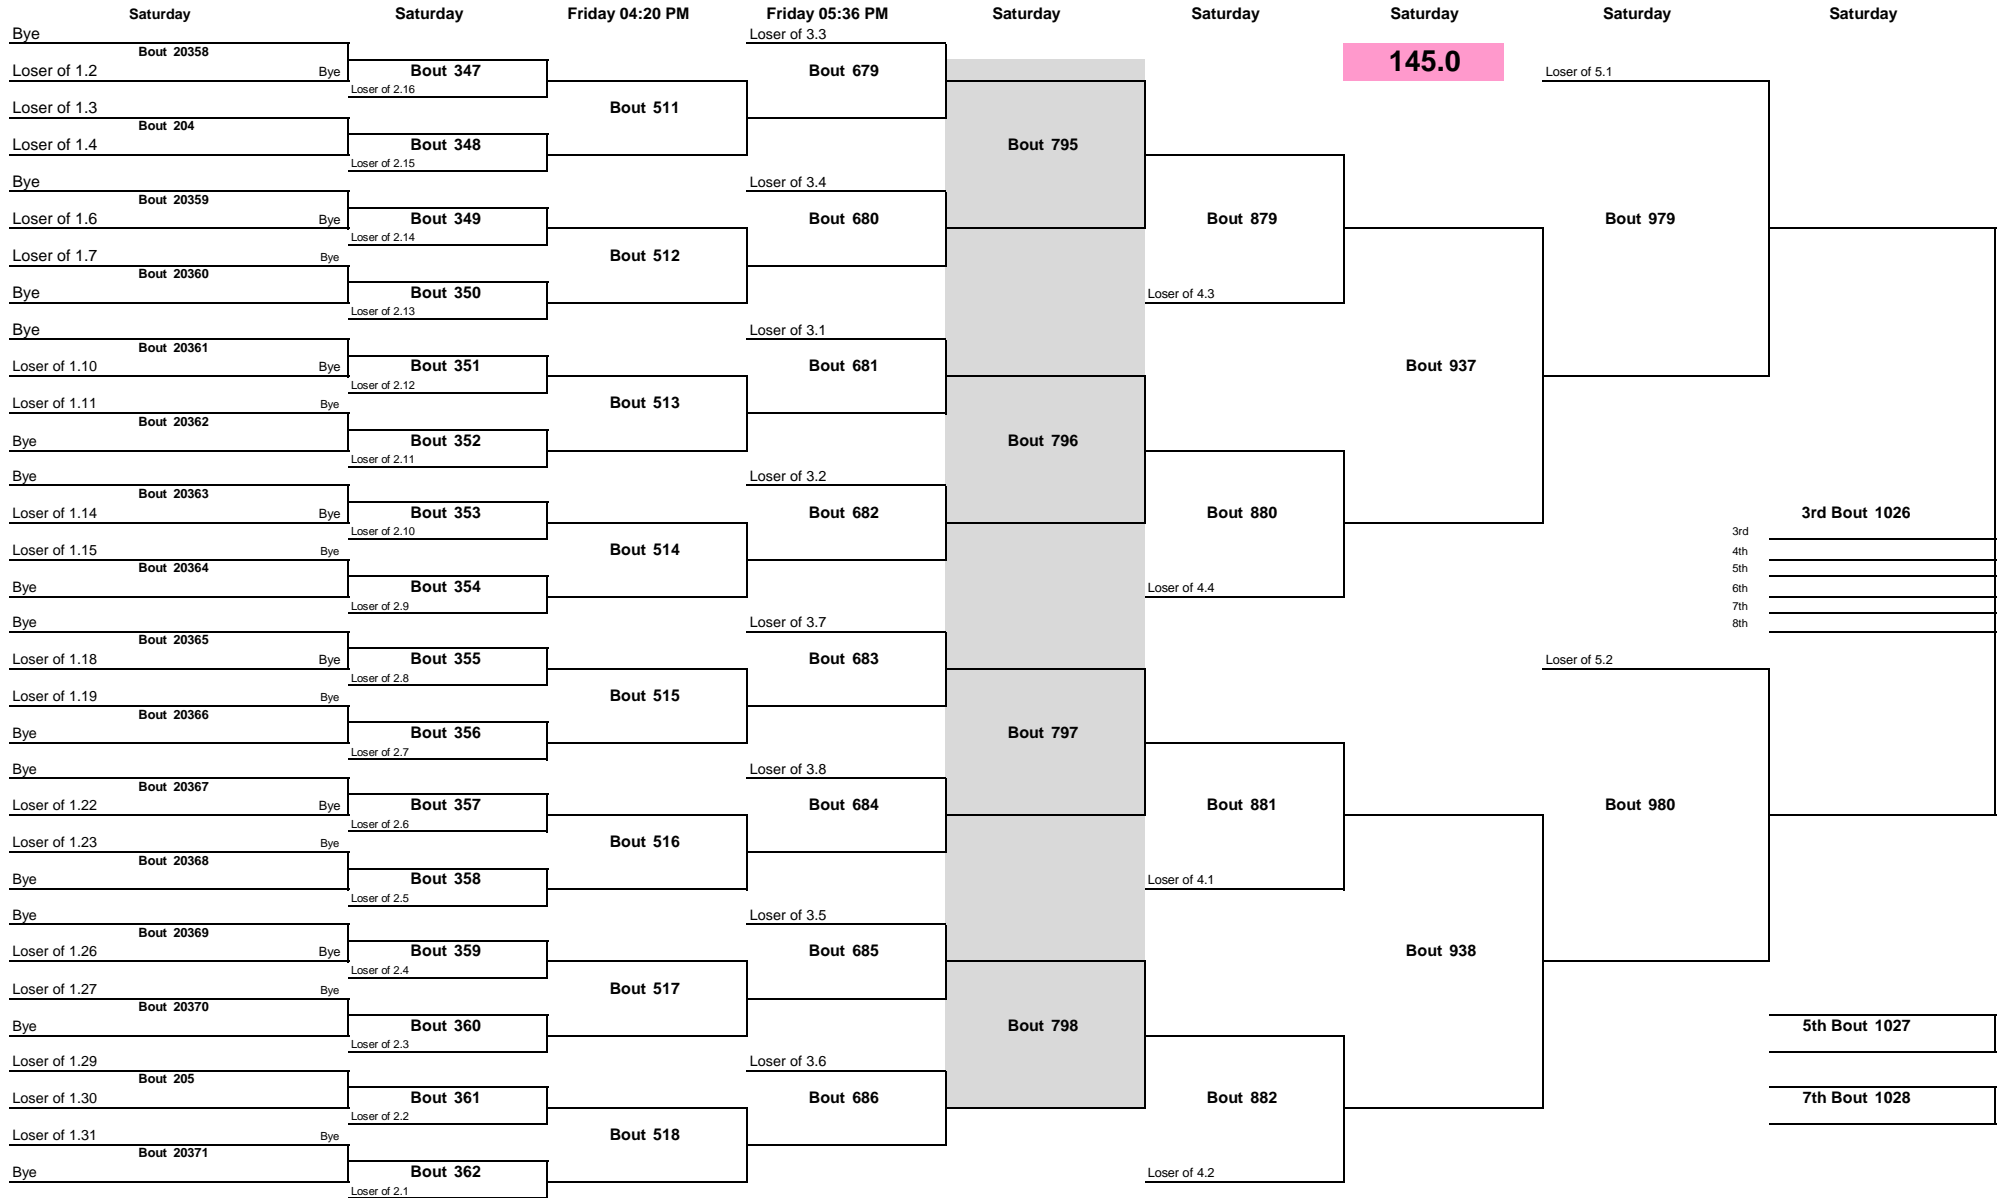 Saturday Saturday Friday 04:20 PM Friday 05:36 PM Saturday Saturday Saturday Saturday Saturday
Bye Loser of 3.3
Bout 20358
Loser of 1.2 Bye Bout 347 Bout 679 145.0 Loser of 5.1
Loser of 2.16
Loser of 1.3 Bout 511
Bout 204
Loser of 1.4 Bout 348 Bout 795
Loser of 2.15
Bye Loser of 3.4
Bout 20359
Loser of 1.6 Bye Bout 349 Bout 680 Bout 879 Bout 979
Loser of 2.14
Loser of 1.7 Bye Bout 512
Bout 20360
Bye Bout 350 Loser of 4.3
Loser of 2.13
Bye Loser of 3.1
Bout 20361
Loser of 1.10 Bye Bout 351 Bout 681 Bout 937
Loser of 2.12
Loser of 1.11 Bye Bout 513
Bout 20362
Bye Bout 352 Bout 796
Loser of 2.11
Bye Loser of 3.2
Bout 20363
Loser of 1.14 Bye Bout 353 Bout 682 Bout 880 3rd Bout 1026
Loser of 2.10 3rd
Loser of 1.15 Bye Bout 514 4th
Bout 20364 5th
Bye Bout 354 Loser of 4.4 6th
Loser of 2.9 7th
Bye Loser of 3.7 8th
Bout 20365
Loser of 1.18 Bye Bout 355 Bout 683 Loser of 5.2
Loser of 2.8
Loser of 1.19 Bye Bout 515
Bout 20366
Bye Bout 356 Bout 797
Loser of 2.7
Bye Loser of 3.8
Bout 20367
Loser of 1.22 Bye Bout 357 Bout 684 Bout 881 Bout 980
Loser of 2.6
Loser of 1.23 Bye Bout 516
Bout 20368
Bye Bout 358 Loser of 4.1
Loser of 2.5
Bye Loser of 3.5
Bout 20369
Loser of 1.26 Bye Bout 359 Bout 685 Bout 938
Loser of 2.4
Loser of 1.27 Bye Bout 517
Bout 20370
Bye Bout 360 Bout 798 5th Bout 1027
Loser of 2.3
Loser of 1.29 Loser of 3.6
Bout 205
Loser of 1.30 Bout 361 Bout 686 Bout 882 7th Bout 1028
Loser of 2.2
Loser of 1.31 Bye Bout 518
Bout 20371
Bye Bout 362 Loser of 4.2
Loser of 2.1